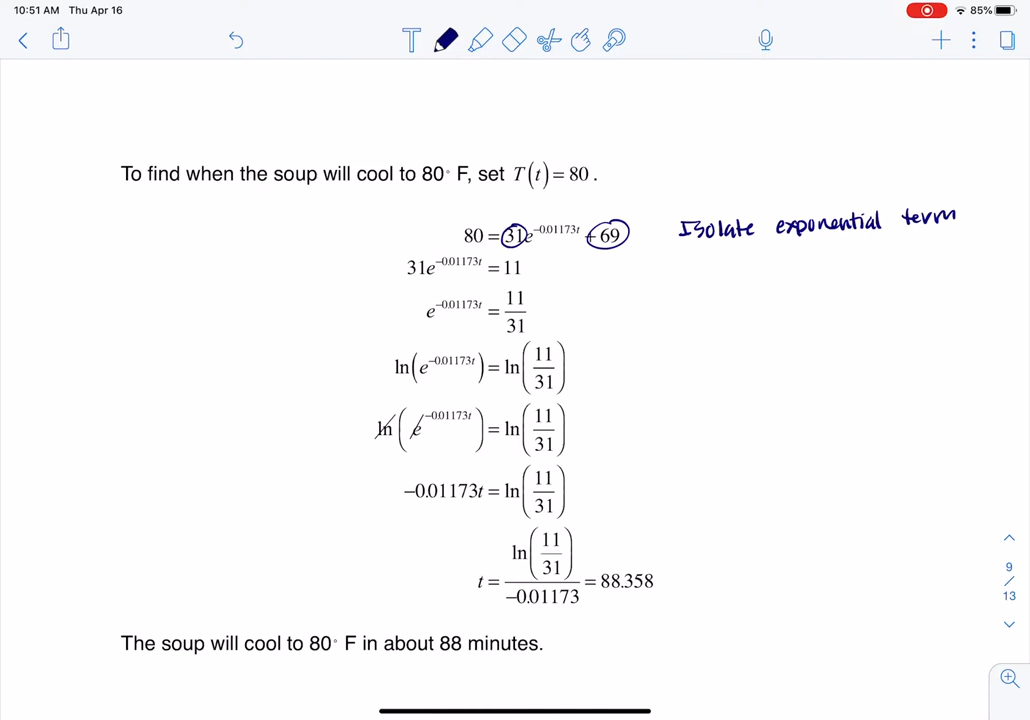 10:51 AM Thu Apr 16
85%
To find when the soup will cool to 80° F, set T(t) = 80.
80 = 31e^{-0.01173t} + 69
Isolate exponential term
31e^{-0.01173t} = 11
e^{-0.01173t} = 11/31
ln(e^{-0.01173t}) = ln(11/31)
ln(e^{-0.01173t}) = ln(11/31)
-0.01173t = ln(11/31)
t = ln(11/31)/-0.01173 = 88.358
The soup will cool to 80° F in about 88 minutes.
9
/
13